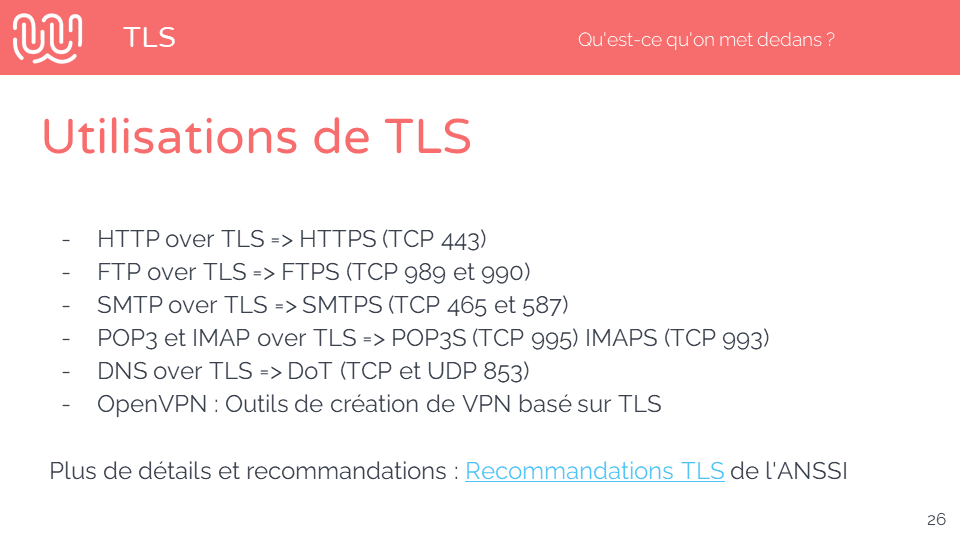 TLS
Qu'est-ce qu'on met dedans ?
Utilisations de TLS
- HTTP over TLS => HTTPS (TCP 443)
- FTP over TLS => FTPS (TCP 989 et 990)
- SMTP over TLS => SMTPS (TCP 465 et 587)
- POP3 et IMAP over TLS => POP3S (TCP 995) IMAPS (TCP 993)
- DNS over TLS => DoT (TCP et UDP 853)
- OpenVPN : Outils de création de VPN basé sur TLS
Plus de détails et recommandations : Recommandations TLS de l'ANSSI
26